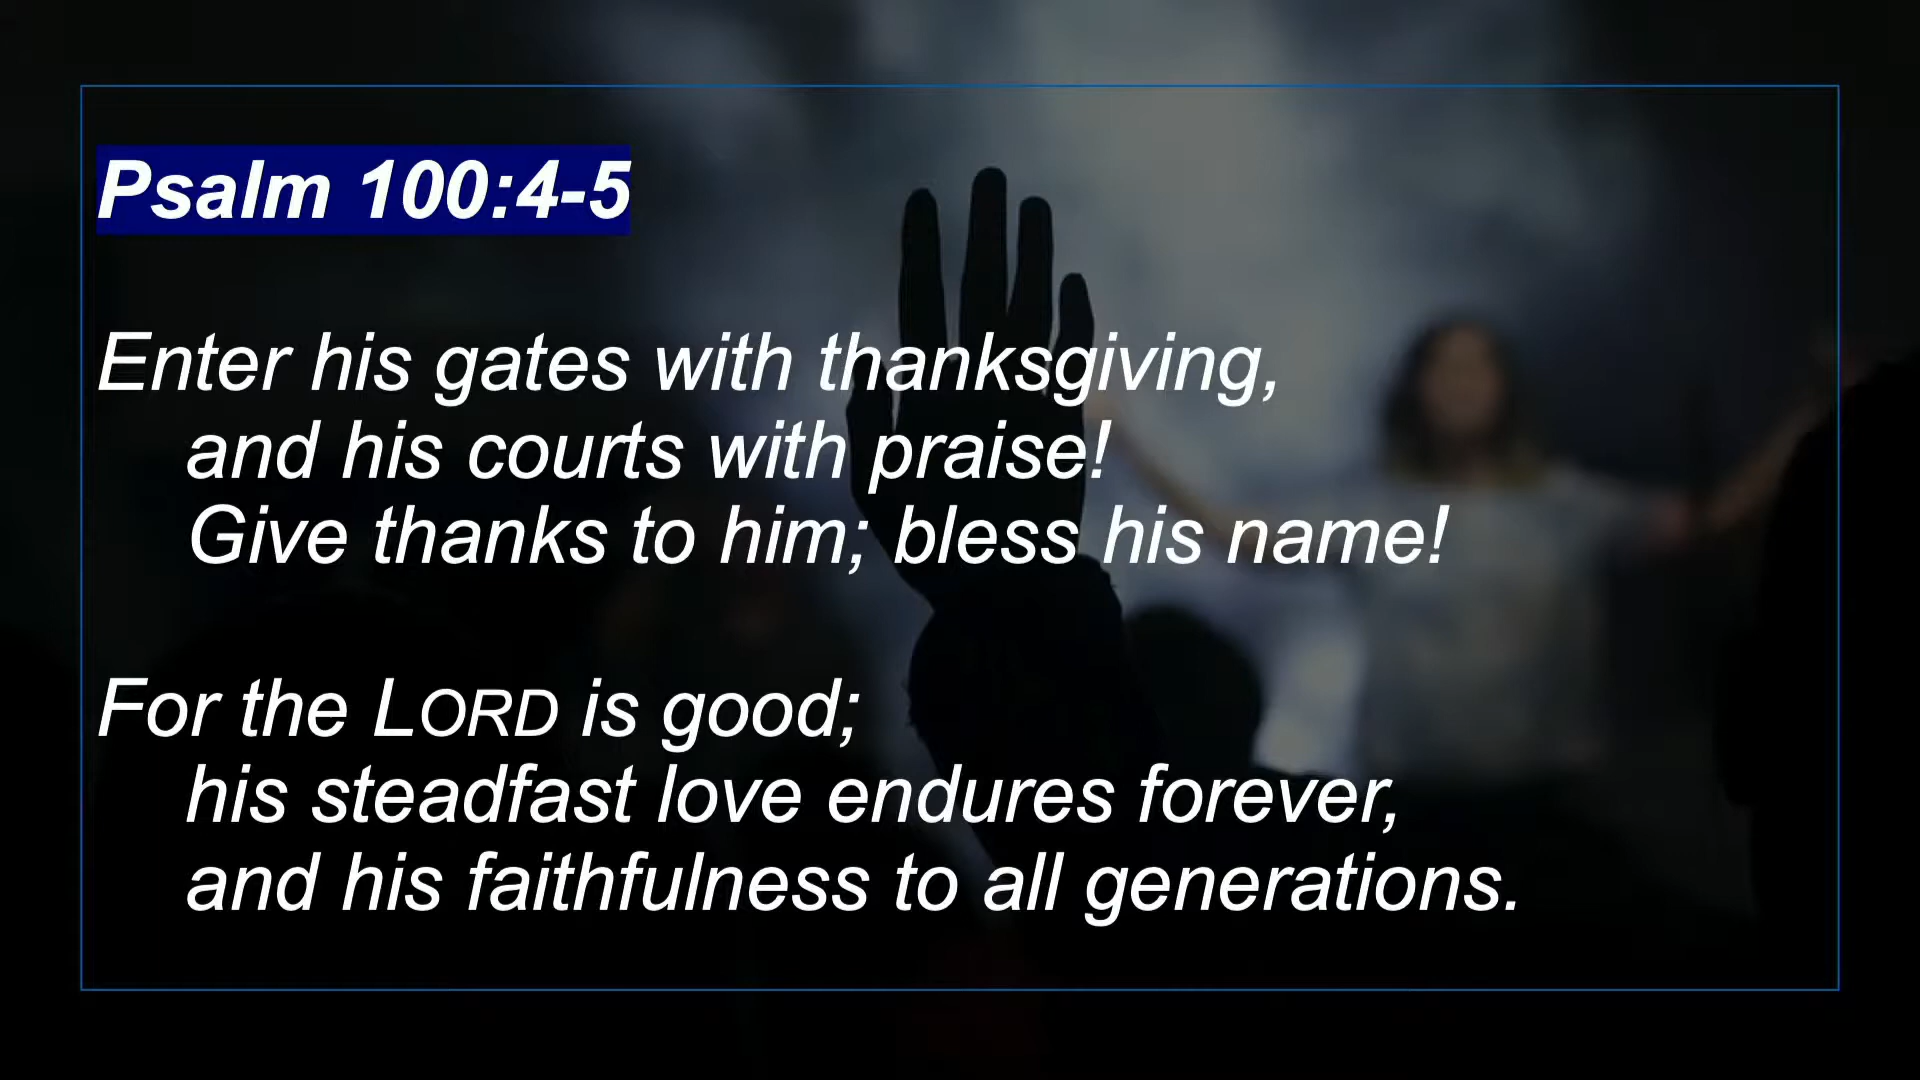 Psalm 100:4-5
Enter his gates with thanksgiving,
and his courts with praise!
Give thanks to him; bless his name!
For the LORD is good;
his steadfast love endures forever,
and his faithfulness to all generations.